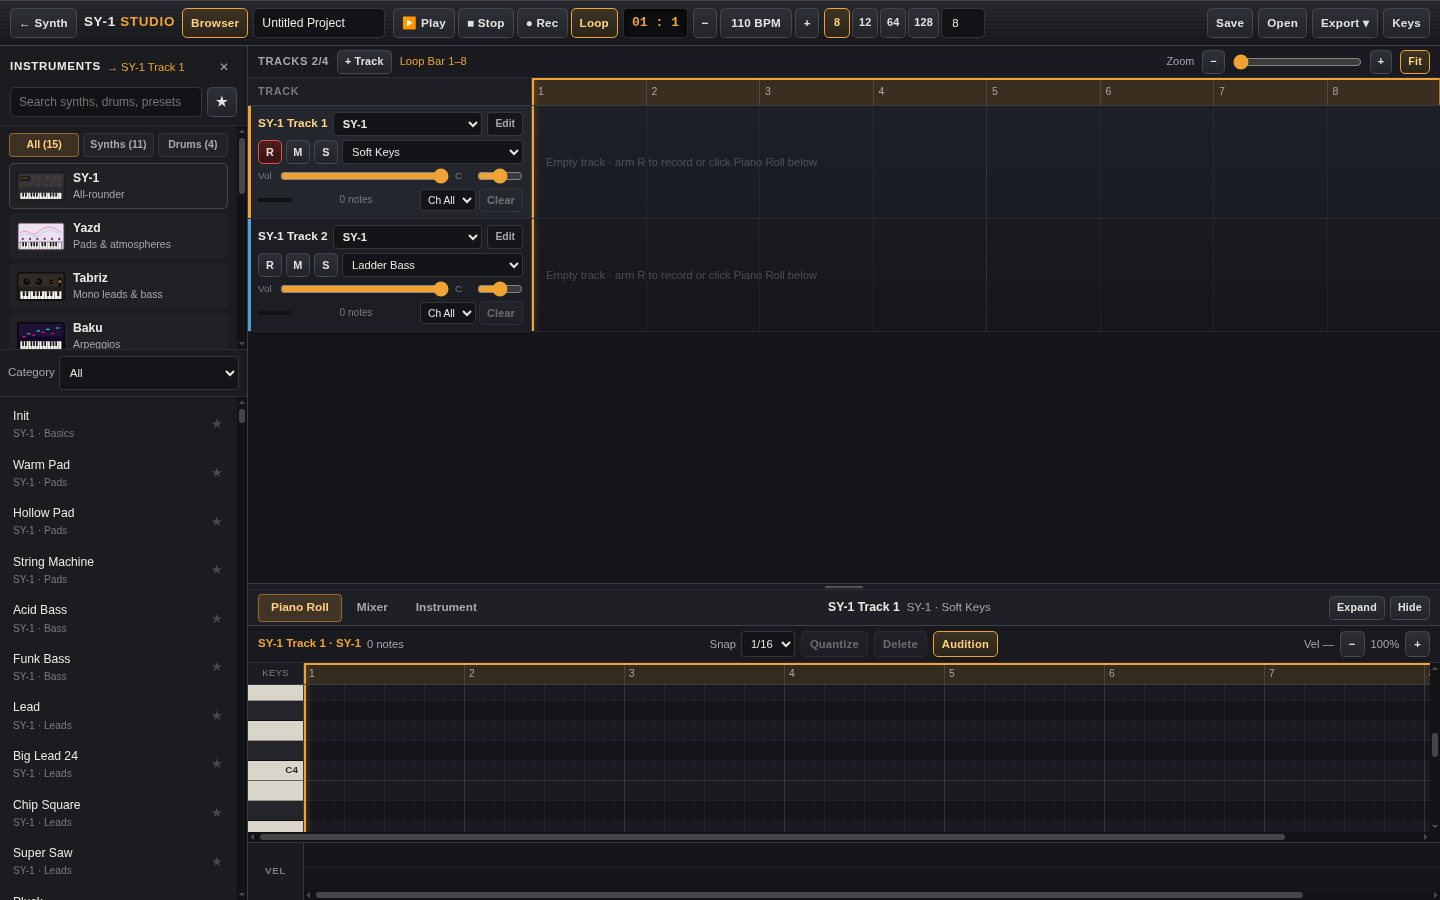 ← Synth SY-1 STUDIO Browser Untitled Project ▶ Play ■ Stop ● Rec Loop 01 : 1 − 110 BPM + 8 12 64 128 8 Save Open Export ▾ Keys
INSTRUMENTS → SY-1 Track 1 ✕
Search synths, drums, presets ★
All (15) Synths (11) Drums (4)
SY-1
All-rounder
Yazd
Pads & atmospheres
Tabriz
Mono leads & bass
Baku
Arpeggios
Category All
Init
SY-1 · Basics
Warm Pad
SY-1 · Pads
Hollow Pad
SY-1 · Pads
String Machine
SY-1 · Pads
Acid Bass
SY-1 · Bass
Funk Bass
SY-1 · Bass
Lead
SY-1 · Leads
Big Lead 24
SY-1 · Leads
Chip Square
SY-1 · Leads
Super Saw
SY-1 · Leads
TRACKS 2/4 + Track Loop Bar 1–8 Zoom − + Fit
TRACK 1 2 3 4 5 6 7 8
SY-1 Track 1 SY-1 Edit
R M S Soft Keys
Vol C
0 notes Ch All Clear
Empty track · arm R to record or click Piano Roll below
SY-1 Track 2 SY-1 Edit
R M S Ladder Bass
Vol C
0 notes Ch All Clear
Empty track · arm R to record or click Piano Roll below
Piano Roll Mixer Instrument SY-1 Track 1 SY-1 · Soft Keys Expand Hide
SY-1 Track 1 · SY-1 0 notes Snap 1/16 Quantize Delete Audition Vel — − 100% +
KEYS 1 2 3 4 5 6 7
C4
VEL